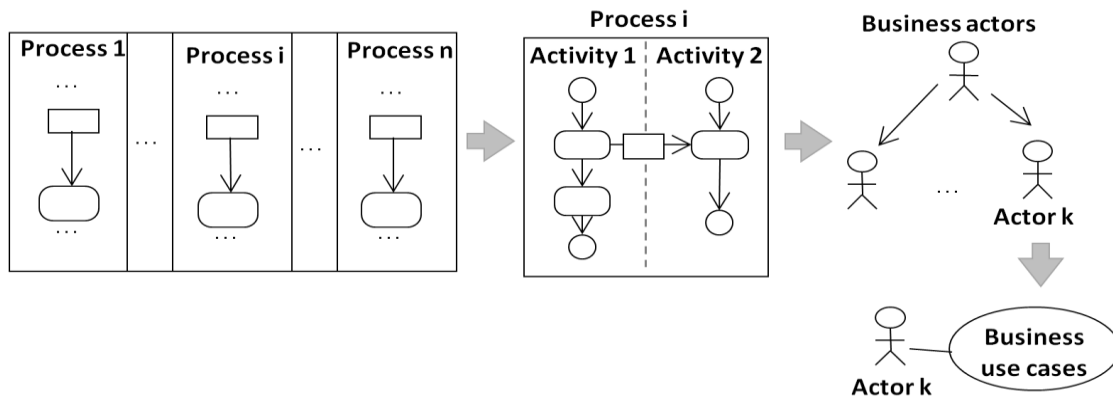 Process 1
Process i
Process n
...
...
...
...
...
...
...
...
Process i
Activity 1
Activity 2
Business actors
...
Actor k
Actor k
Business
use cases